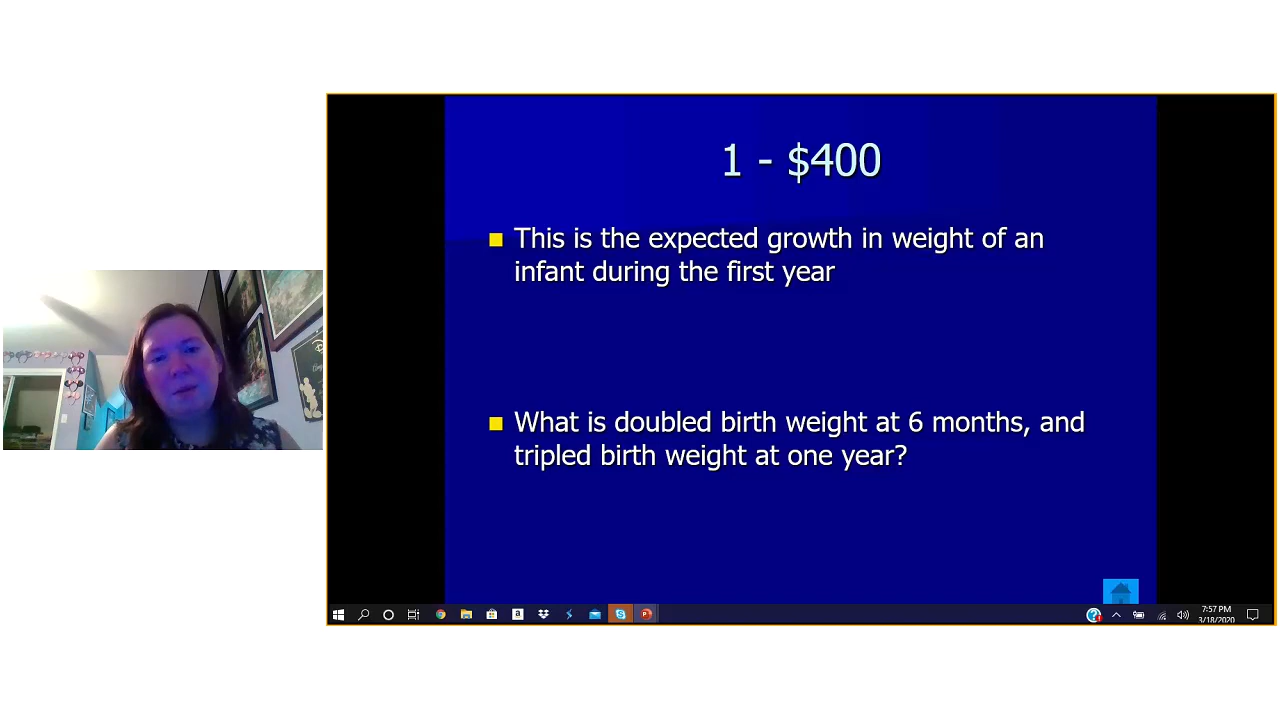 1 - $400
This is the expected growth in weight of an
infant during the first year
What is doubled birth weight at 6 months, and
tripled birth weight at one year?
7:57 PM
3/18/2020